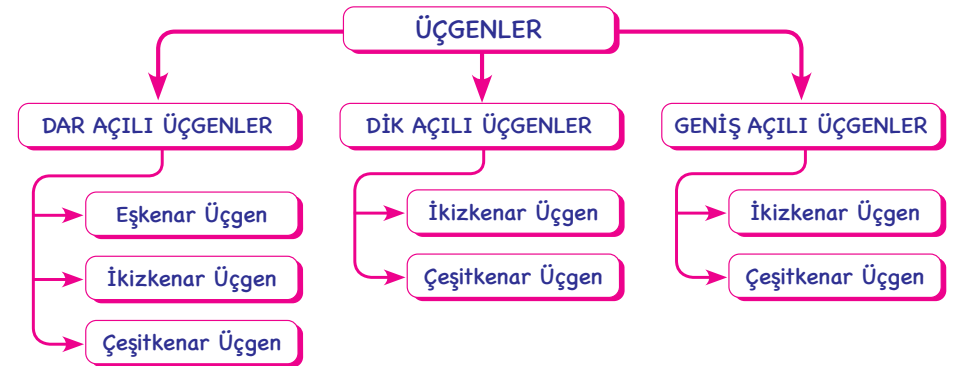 ÜÇGENLER
DAR AÇILI ÜÇGENLER
DİK AÇILI ÜÇGENLER
GENİŞ AÇILI ÜÇGENLER
Eşkenar Üçgen
İkizkenar Üçgen
Çeşitkenar Üçgen
İkizkenar Üçgen
Çeşitkenar Üçgen
İkizkenar Üçgen
Çeşitkenar Üçgen